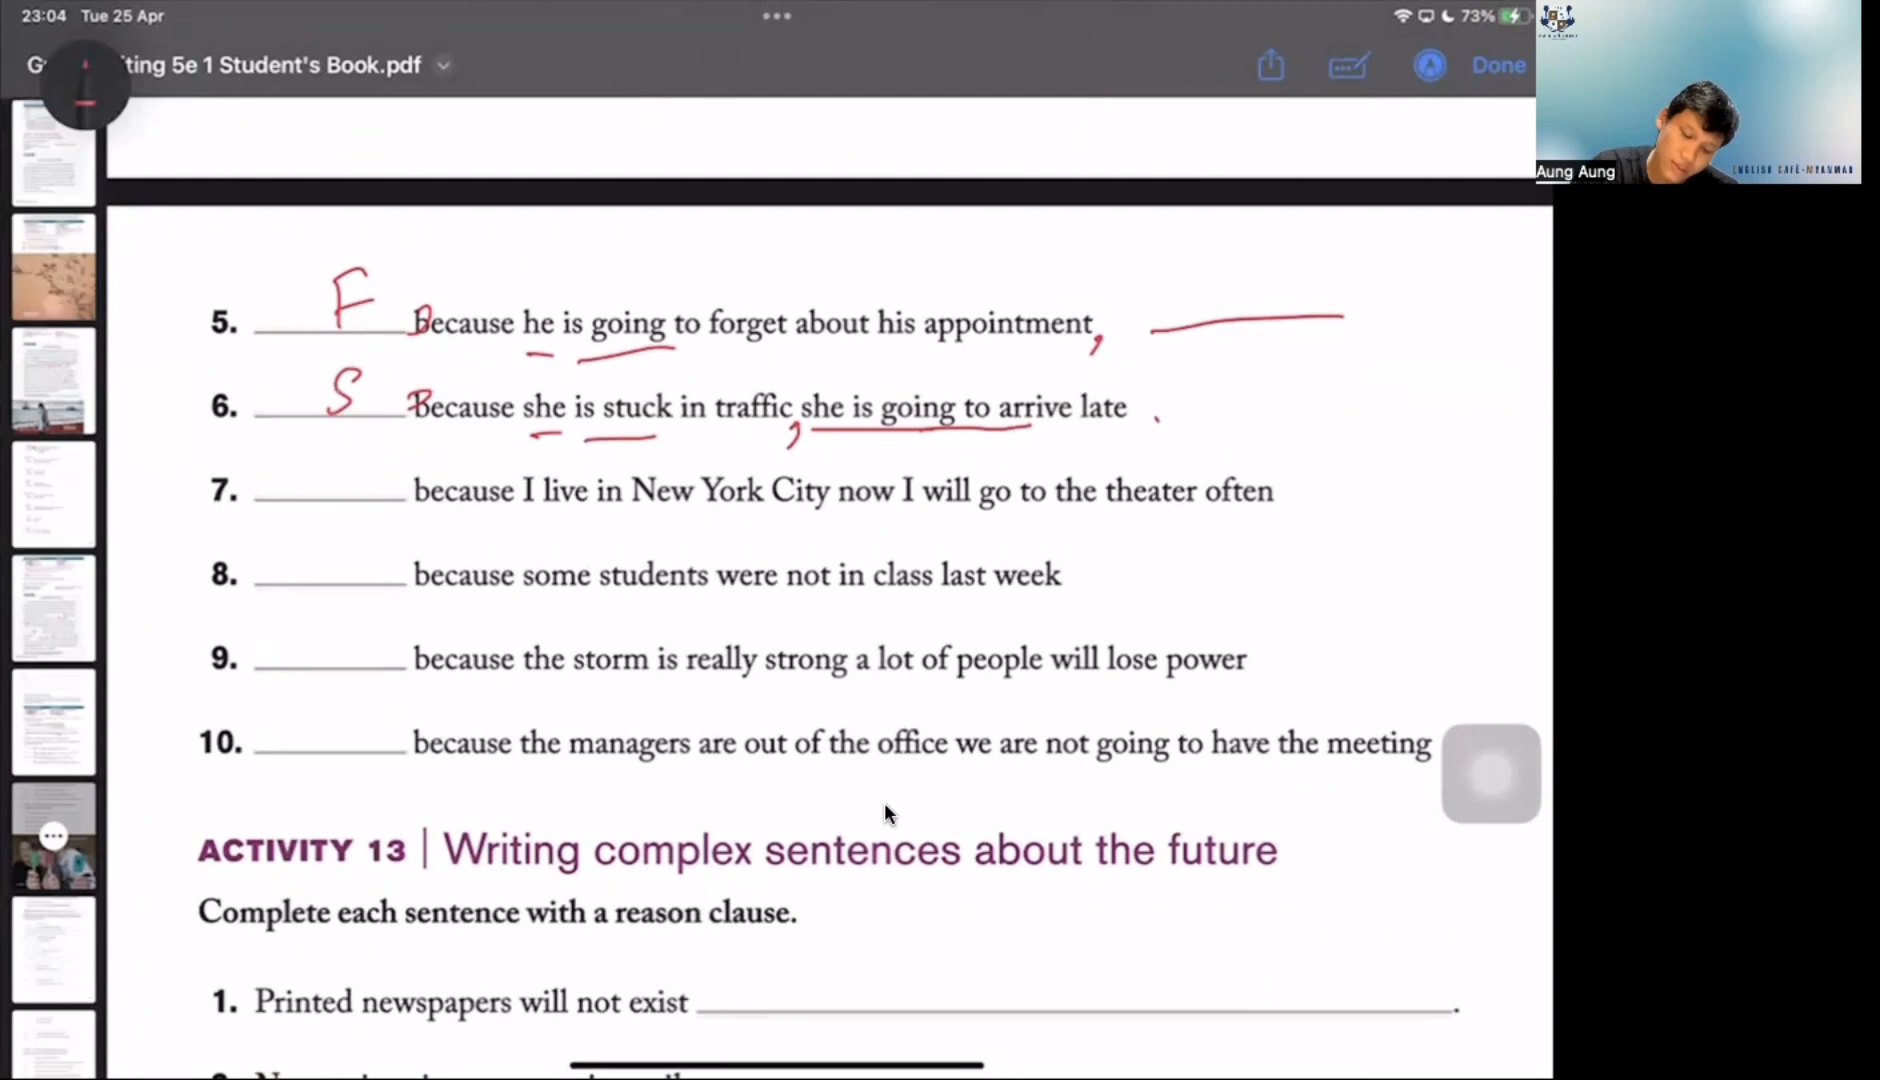 23:04 Tue 25 Apr
73%
G iting 5e 1 Student's Book.pdf
Done
Aung Aung
ENGLISH CAFÉ-MYANMAR
F
5. Because he is going to forget about his appointment,
S
6. Because she is stuck in traffic, she is going to arrive late .
7. because I live in New York City now I will go to the theater often
8. because some students were not in class last week
9. because the storm is really strong a lot of people will lose power
10. because the managers are out of the office we are not going to have the meeting
ACTIVITY 13 | Writing complex sentences about the future
Complete each sentence with a reason clause.
1. Printed newspapers will not exist .